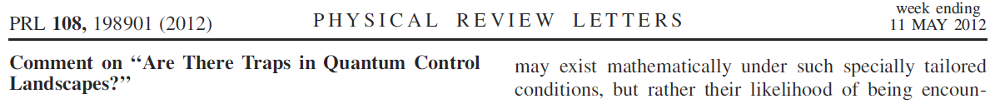 PRL 108, 198901 (2012)
PHYSICAL REVIEW LETTERS
week ending
11 MAY 2012
Comment on ‘‘Are There Traps in Quantum Control
Landscapes?’’
may exist mathematically under such specially tailored
conditions, but rather their likelihood of being encoun-